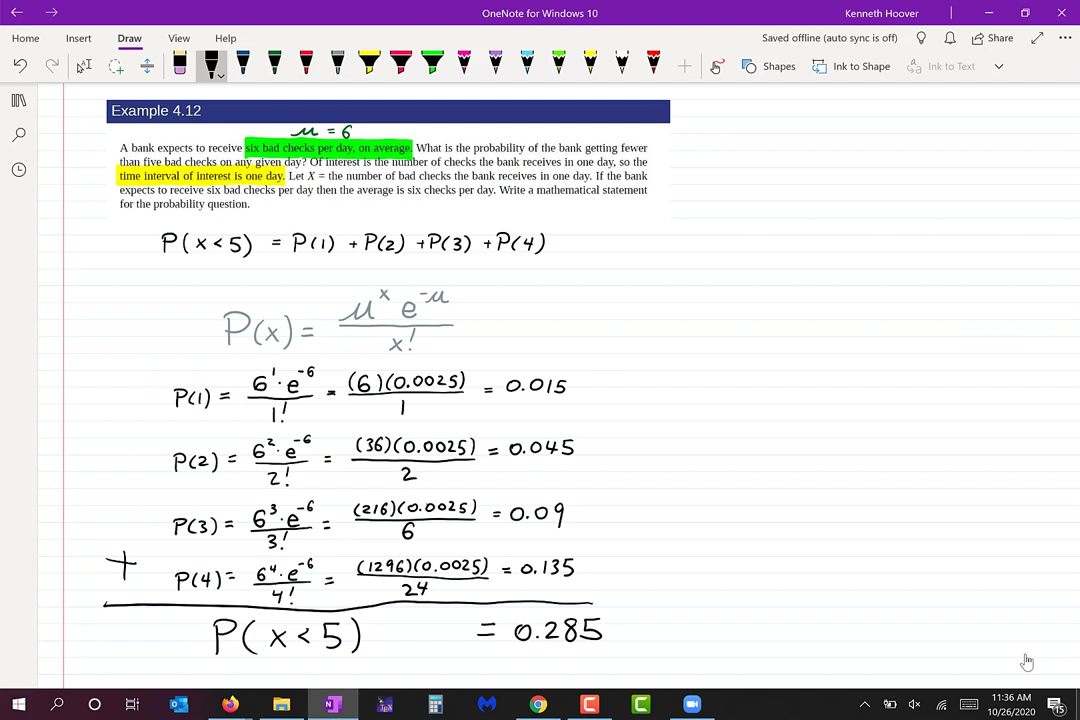 OneNote for Windows 10
Kenneth Hoover
Home Insert Draw View Help
Saved offline (auto sync is off)
Share
Shapes
Ink to Shape
Ink to Text
Example 4.12
μ = 6
A bank expects to receive six bad checks per day, on average. What is the probability of the bank getting fewer
than five bad checks on any given day? Of interest is the number of checks the bank receives in one day, so the
time interval of interest is one day. Let X = the number of bad checks the bank receives in one day. If the bank
expects to receive six bad checks per day then the average is six checks per day. Write a mathematical statement
for the probability question.
P(x<5) = P(1) + P(2) + P(3) + P(4)
P(x) = μ^x e^-μ / x!
P(1) = 6^1 · e^-6 / 1! = (6)(0.0025) / 1 = 0.015
P(2) = 6^2 · e^-6 / 2! = (36)(0.0025) / 2 = 0.045
P(3) = 6^3 · e^-6 / 3! = (216)(0.0025) / 6 = 0.09
+ P(4) = 6^4 · e^-6 / 4! = (1296)(0.0025) / 24 = 0.135
P(x<5) = 0.285
11:36 AM
10/26/2020
15